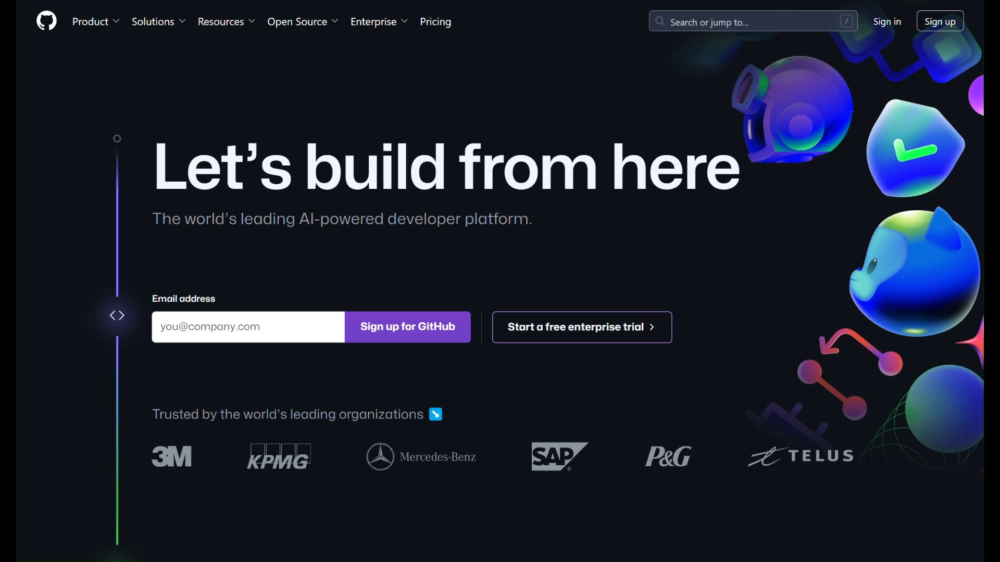 Product Solutions Resources Open Source Enterprise Pricing Search or jump to... / Sign in Sign up
Let’s build from here
The world’s leading AI-powered developer platform.
Email address
you@company.com Sign up for GitHub Start a free enterprise trial
Trusted by the world’s leading organizations
3M KPMG Mercedes-Benz SAP® P&G TELUS